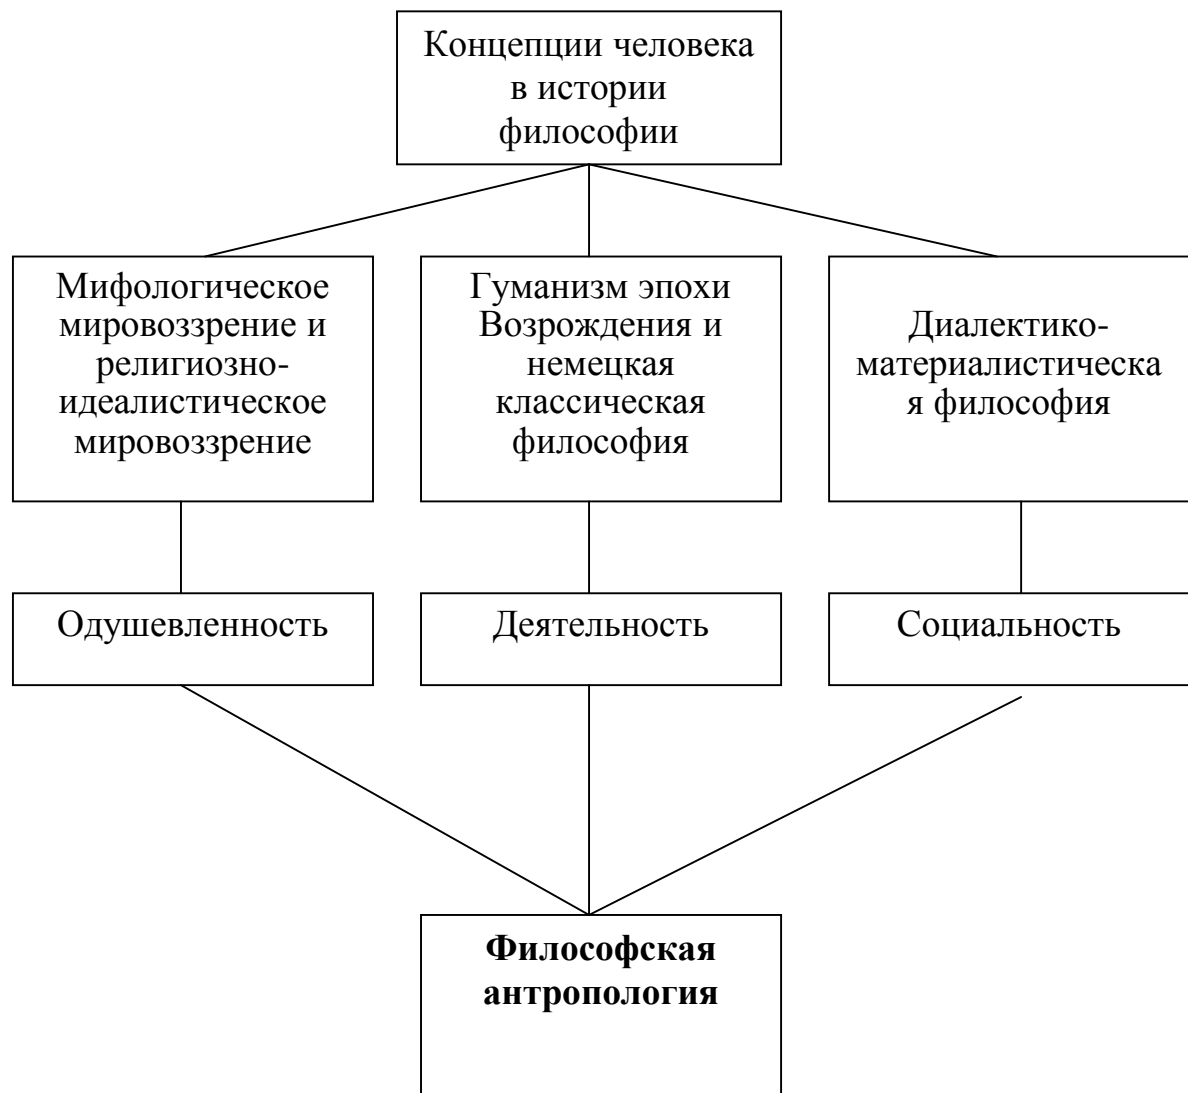 Концепции человека
в истории
философии
Мифологическое
мировоззрение и
религиозно-
идеалистическое
мировоззрение
Гуманизм эпохи
Возрождения и
немецкая
классическая
философия
Диалектико-
материалистическа
я философия
Одушевленность
Деятельность
Социальность
Философская
антропология